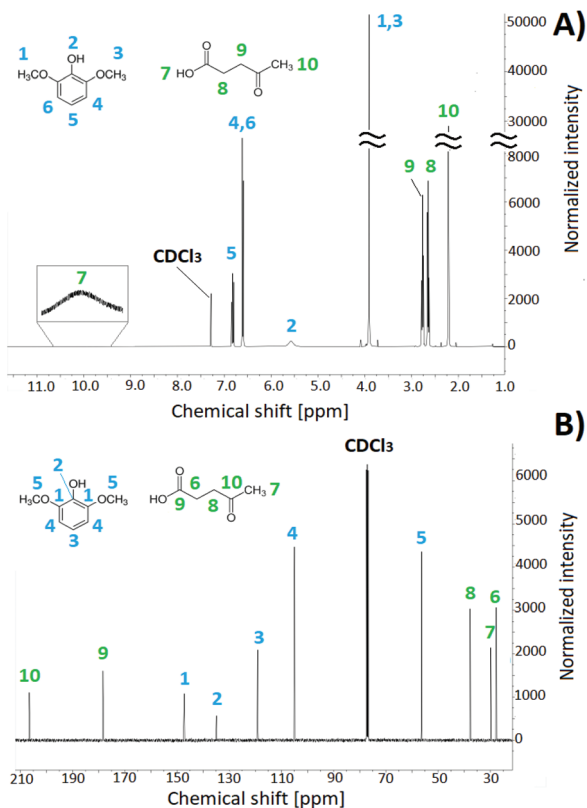 A)
1 2 3 9
OH
H₃CO OCH₃
O
HO CH₃ 10
7
8 O
6 4
5
1,3
50000
40000
30000
10
4,6
8000
9 8
6000
5
CDCl₃
4000
7
2000
2
0
11.0 10.0 9.0 8.0 7.0 6.0 5.0 4.0 3.0 2.0 1.0
Chemical shift [ppm]
Normalized intensity
B)
CDCl₃
2
5 OH 5
H₃CO 1 1 OCH₃
4 4
3
O 6 10
HO CH₃ 7
9 8
O
6000
5000
4
5
4000
8 6
3000
3
7
2000
10 9
1
1000
2
0
210 190 170 150 130 110 90 70 50 30
Chemical shift [ppm]
Normalized intensity